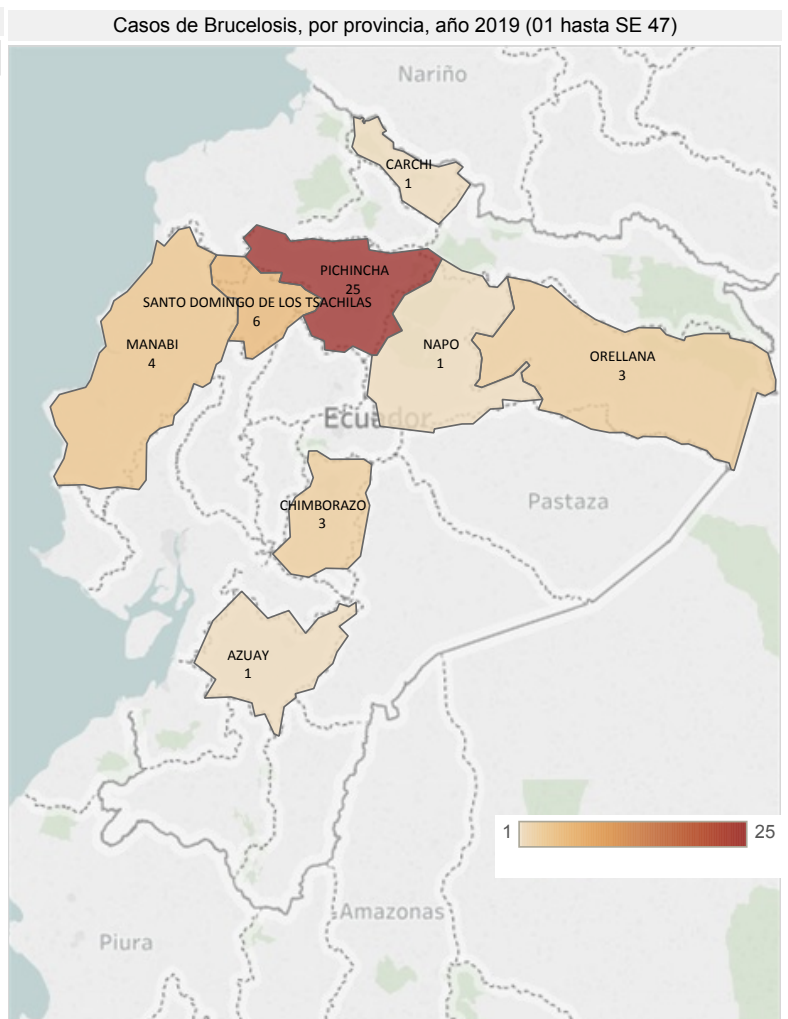 Casos de Brucelosis, por provincia, año 2019 (01 hasta SE 47)
Nariño
CARCHI
1
PICHINCHA
25
SANTO DOMINGO DE LOS TSACHILAS
6
MANABI
4
NAPO
1
ORELLANA
3
Ecuador
CHIMBORAZO
3
Pastaza
AZUAY
1
1 25
Amazonas
Piura